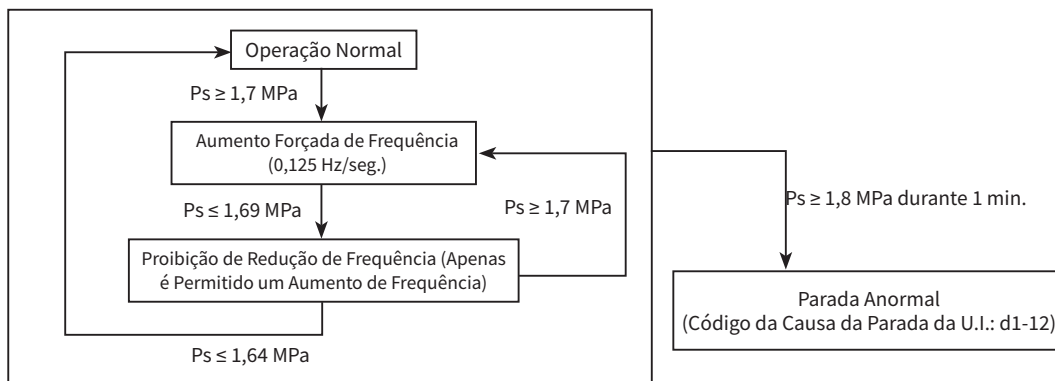 Operação Normal
Ps ≥ 1,7 MPa
Aumento Forçada de Frequência
(0,125 Hz/seg.)
Ps ≤ 1,69 MPa
Ps ≥ 1,7 MPa
Proibição de Redução de Frequência (Apenas
é Permitido um Aumento de Frequência)
Ps ≤ 1,64 MPa
Ps ≥ 1,8 MPa durante 1 min.
Parada Anormal
(Código da Causa da Parada da U.I.: d1-12)